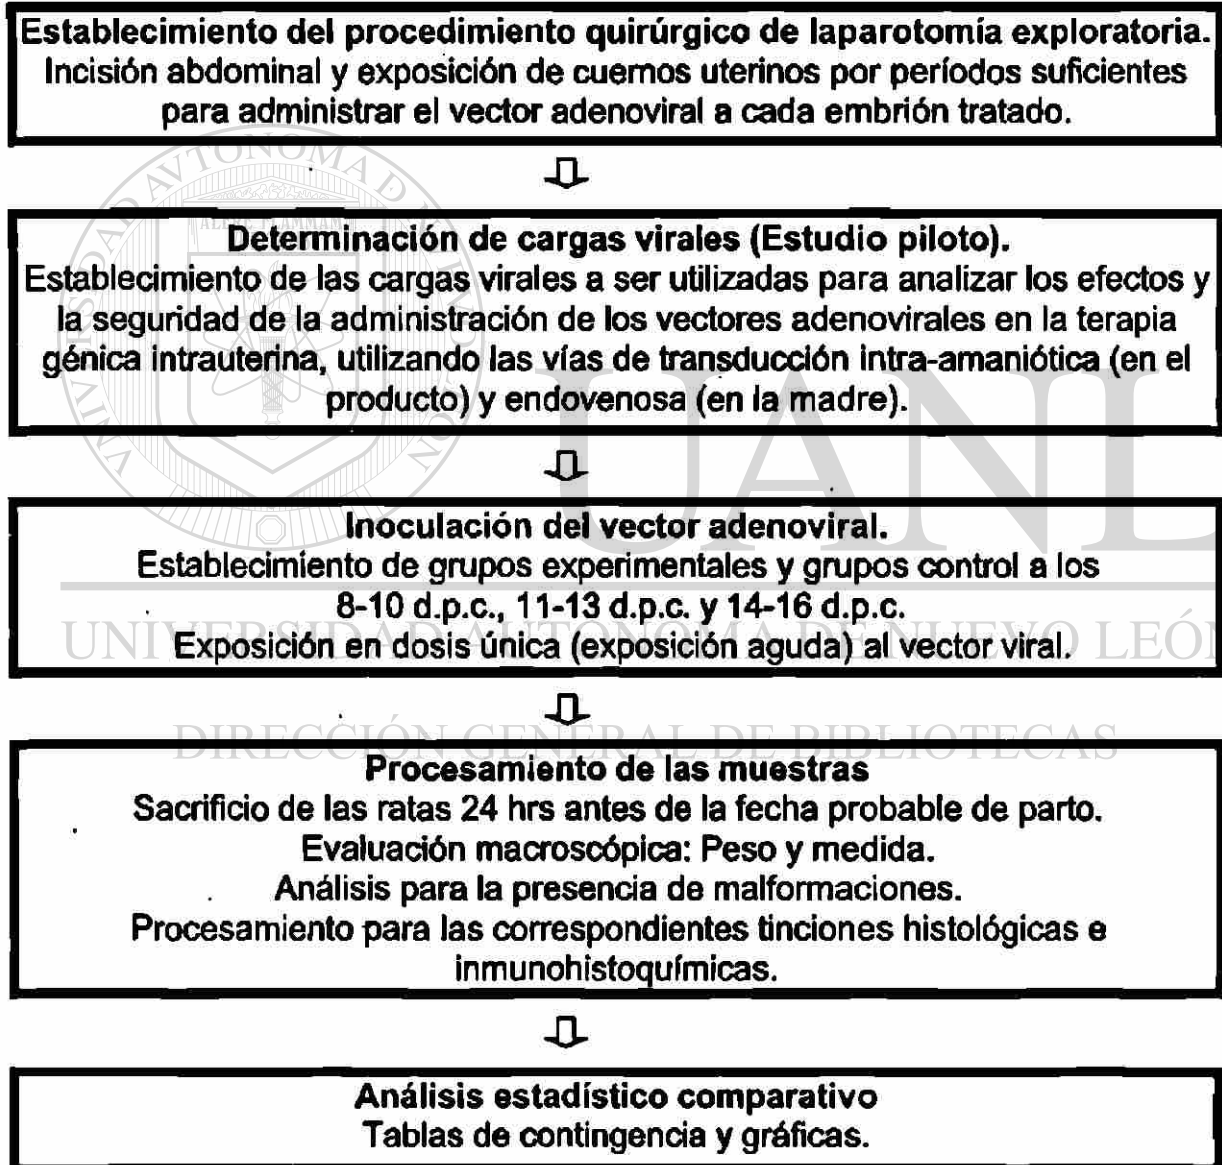 Establecimiento del procedimiento quirúrgico de laparotomía exploratoria.
Incisión abdominal y exposición de cuernos uterinos por períodos suficientes
para administrar el vector adenoviral a cada embrión tratado.
Determinación de cargas virales (Estudio piloto).
Establecimiento de las cargas virales a ser utilizadas para analizar los efectos y
la seguridad de la administración de los vectores adenovirales en la terapia
génica intrauterina, utilizando las vías de transducción intra-amaniótica (en el
producto) y endovenosa (en la madre).
UANL
Inoculación del vector adenoviral.
Establecimiento de grupos experimentales y grupos control a los
8-10 d.p.c., 11-13 d.p.c. y 14-16 d.p.c.
Exposición en dosis única (exposición aguda) al vector viral.
UNIVERSIDAD AUTÓNOMA DE NUEVO LEÓN
DIRECCIÓN GENERAL DE BIBLIOTECAS
Procesamiento de las muestras
Sacrificio de las ratas 24 hrs antes de la fecha probable de parto.
Evaluación macroscópica: Peso y medida.
Análisis para la presencia de malformaciones.
Procesamiento para las correspondientes tinciones histológicas e
inmunohistoquímicas.
Análisis estadístico comparativo
Tablas de contingencia y gráficas.